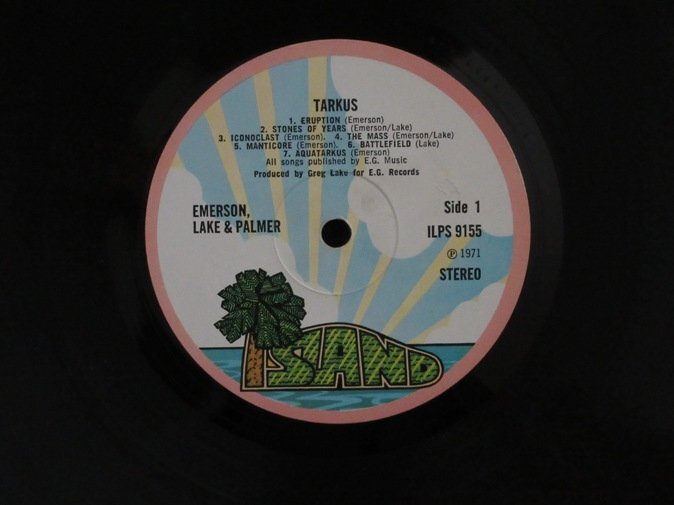 TARKUS
1. ERUPTION (Emerson)
2. STONES OF YEARS (Emerson/Lake)
3. ICONOCLAST (Emerson). 4. THE MASS (Emerson/Lake)
5. MANTICORE (Emerson). 6. BATTLEFIELD (Lake)
7. AQUATARKUS (Emerson)
All songs published by E.G. Music
Produced by Greg Lake for E.G. Records
EMERSON,
LAKE & PALMER
Side 1
ILPS 9155
℗ 1971
STEREO
ISLAND